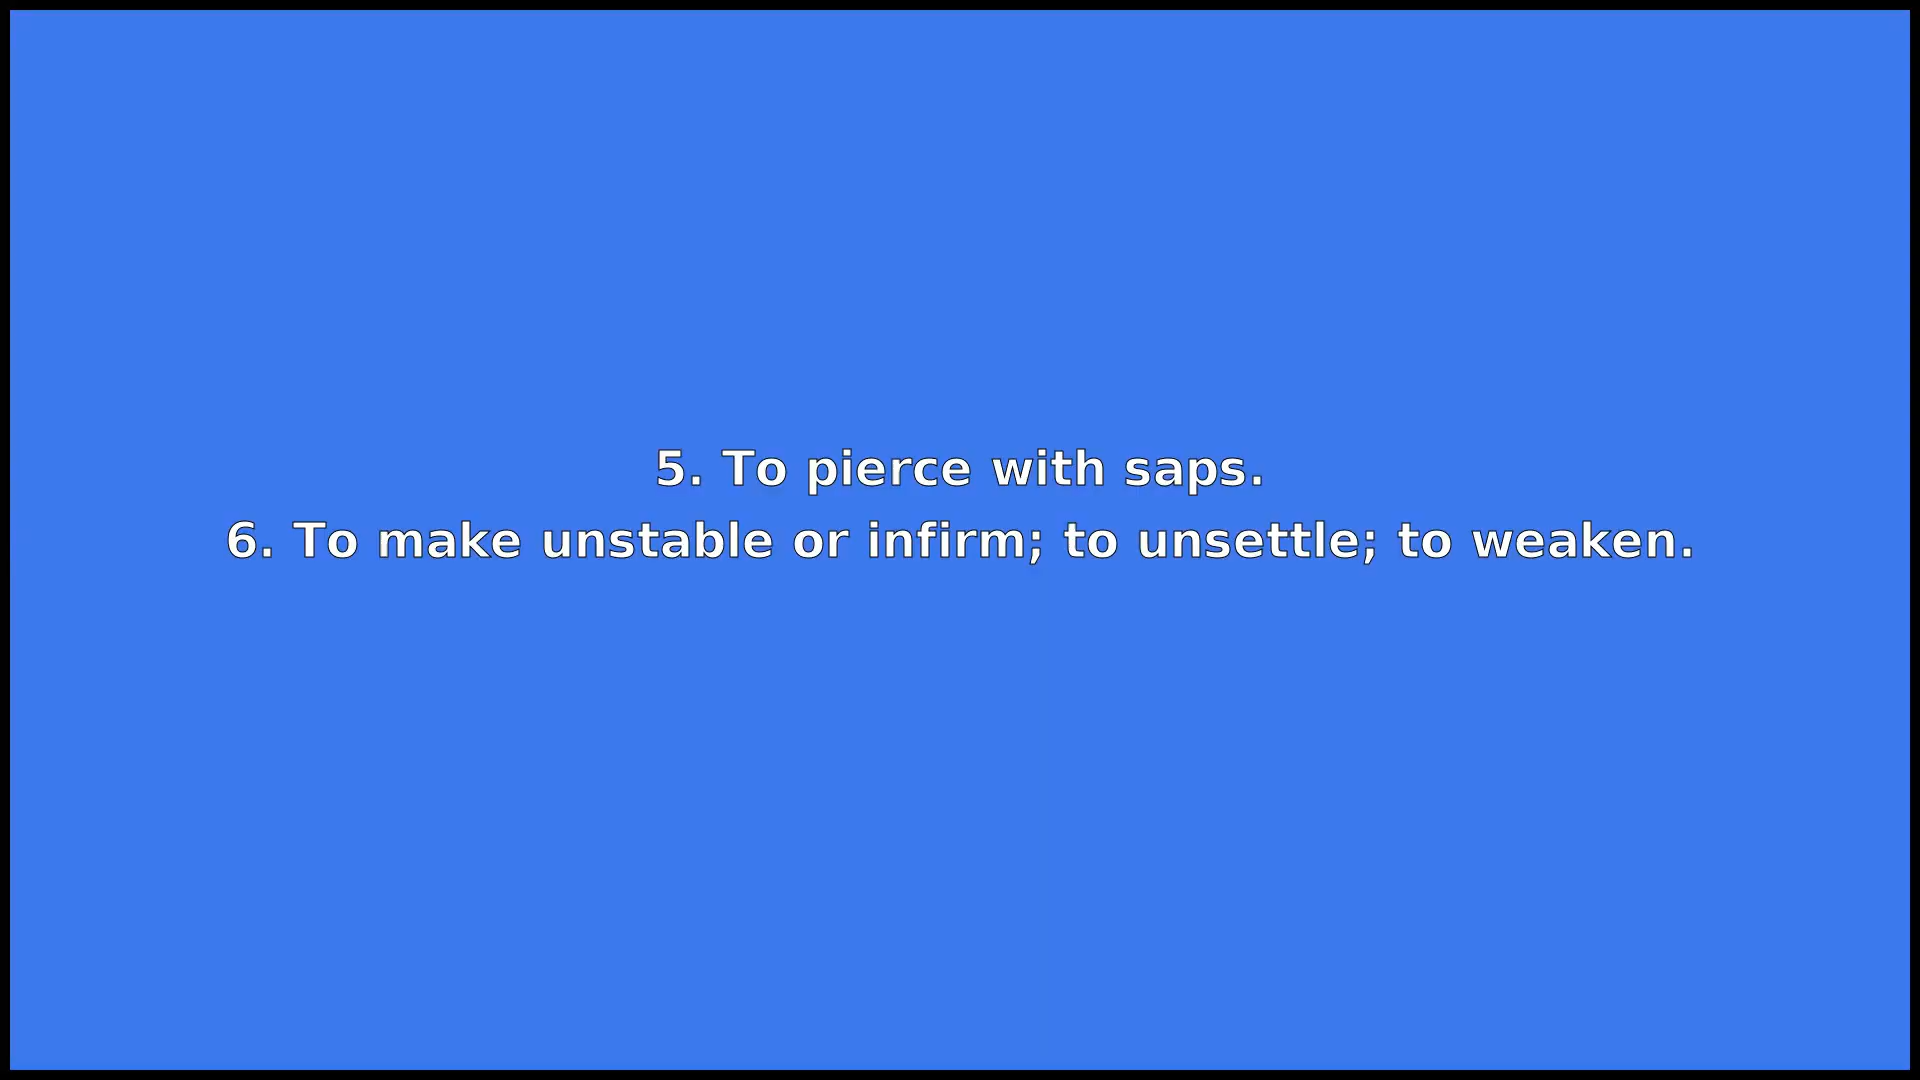 5. To pierce with saps.
6. To make unstable or infirm; to unsettle; to weaken.